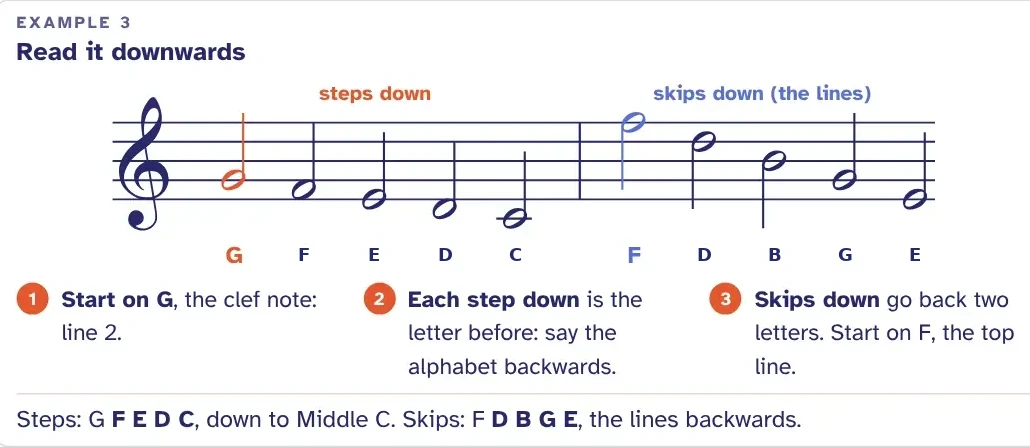 EXAMPLE 3
Read it downwards
steps down
skips down (the lines)
G F E D C F D B G E
1 Start on G, the clef note:
line 2.
2 Each step down is the
letter before: say the
alphabet backwards.
3 Skips down go back two
letters. Start on F, the top
line.
Steps: G F E D C, down to Middle C. Skips: F D B G E, the lines backwards.